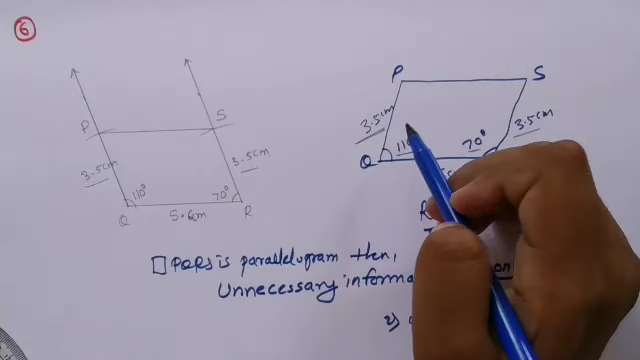 6
P
S
3.5cm
3.5cm
110°
70°
Q
5.6cm
R
P
S
3.5cm
3.5cm
70°
Q
□PQRS is parallelogram then,
Unnecessary